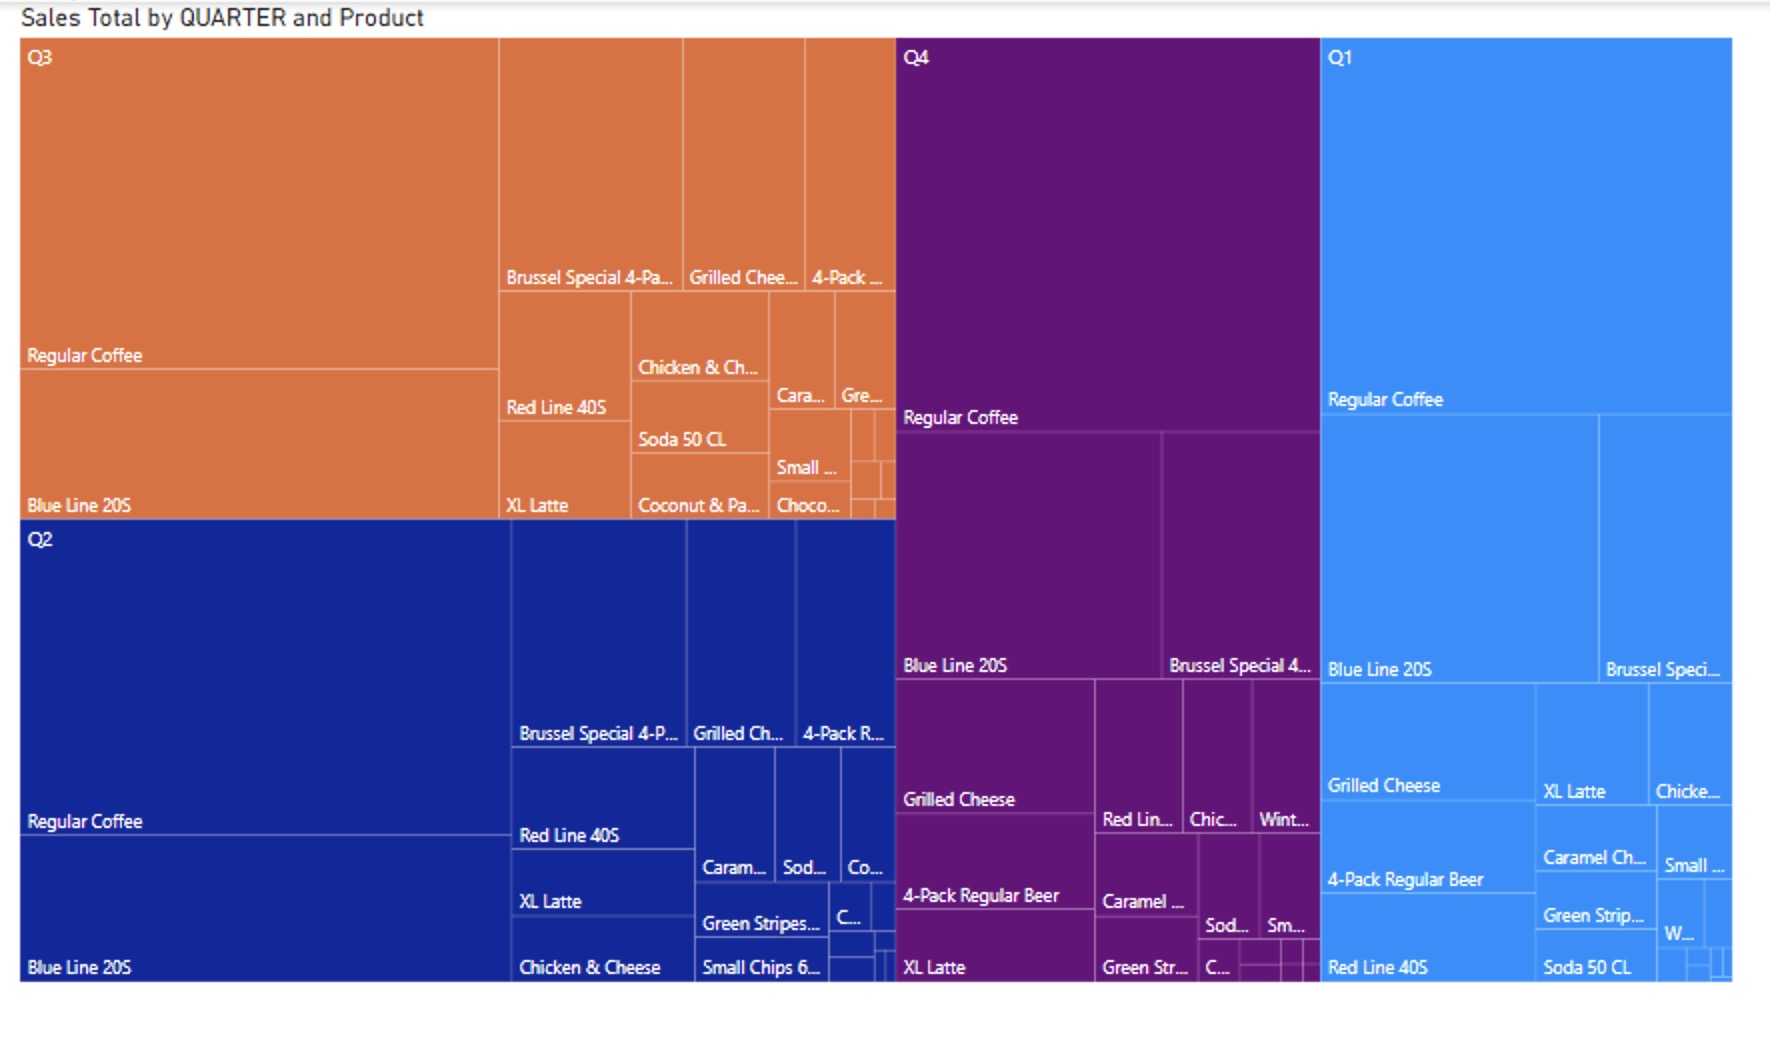 Sales Total by QUARTER and Product
Q3
Regular Coffee
Blue Line 20S
Brussel Special 4-Pa...
Grilled Chee...
4-Pack ...
Red Line 40S
XL Latte
Chicken & Ch...
Soda 50 CL
Coconut & Pa...
Cara...
Gre...
Small ...
Choco...
Q2
Regular Coffee
Blue Line 20S
Brussel Special 4-P...
Grilled Ch...
4-Pack R...
Red Line 40S
XL Latte
Chicken & Cheese
Caram...
Sod...
Co...
Green Stripes...
Small Chips 6...
C...
Q4
Regular Coffee
Blue Line 20S
Brussel Special 4...
Grilled Cheese
4-Pack Regular Beer
XL Latte
Red Lin...
Chic...
Wint...
Caramel ...
Green Str...
Sod...
Sm...
C...
Q1
Regular Coffee
Blue Line 20S
Brussel Speci...
Grilled Cheese
4-Pack Regular Beer
Red Line 40S
XL Latte
Chicke...
Caramel Ch...
Green Strip...
Soda 50 CL
Small ...
W...